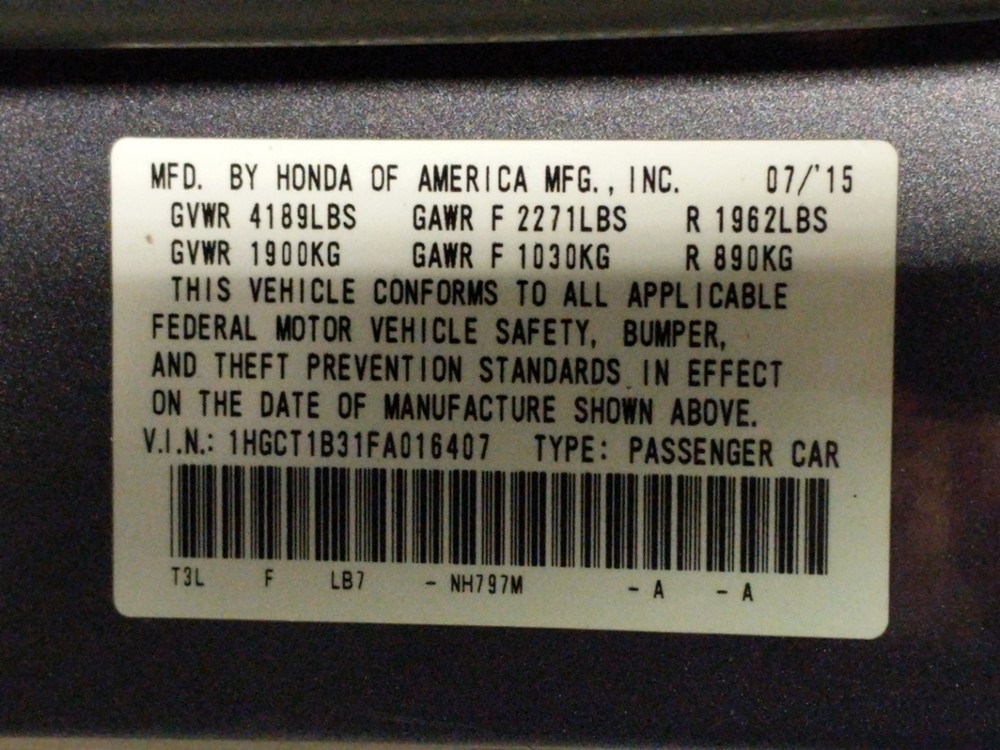 MFD. BY HONDA OF AMERICA MFG., INC. 07/'15
GVWR 4189LBS GAWR F 2271LBS R 1962LBS
GVWR 1900KG GAWR F 1030KG R 890KG
THIS VEHICLE CONFORMS TO ALL APPLICABLE
FEDERAL MOTOR VEHICLE SAFETY, BUMPER,
AND THEFT PREVENTION STANDARDS IN EFFECT
ON THE DATE OF MANUFACTURE SHOWN ABOVE.
V.I.N.: 1HGCT1B31FA016407 TYPE: PASSENGER CAR
T3L F LB7 - NH797M - A - A